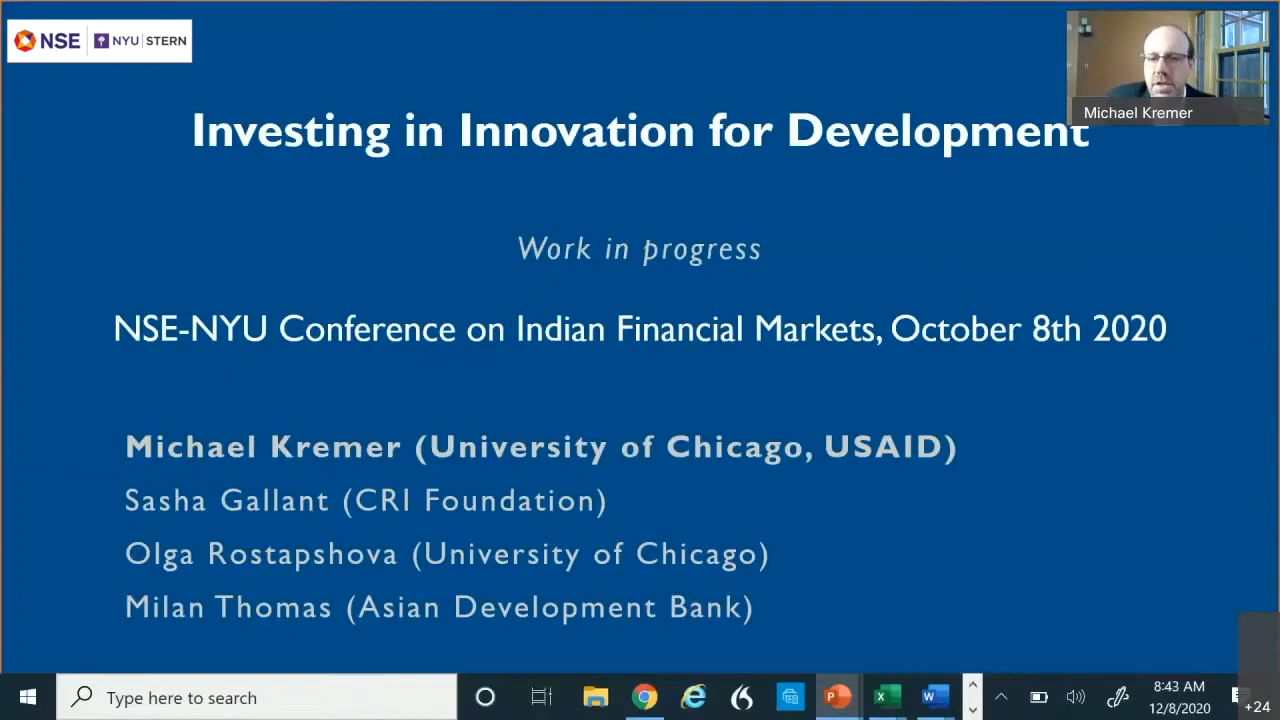 NSE NYU STERN
Michael Kremer
Investing in Innovation for Development
Work in progress
NSE-NYU Conference on Indian Financial Markets, October 8th 2020
Michael Kremer (University of Chicago, USAID)
Sasha Gallant (CRI Foundation)
Olga Rostapshova (University of Chicago)
Milan Thomas (Asian Development Bank)
Type here to search
8:43 AM
12/8/2020
+24